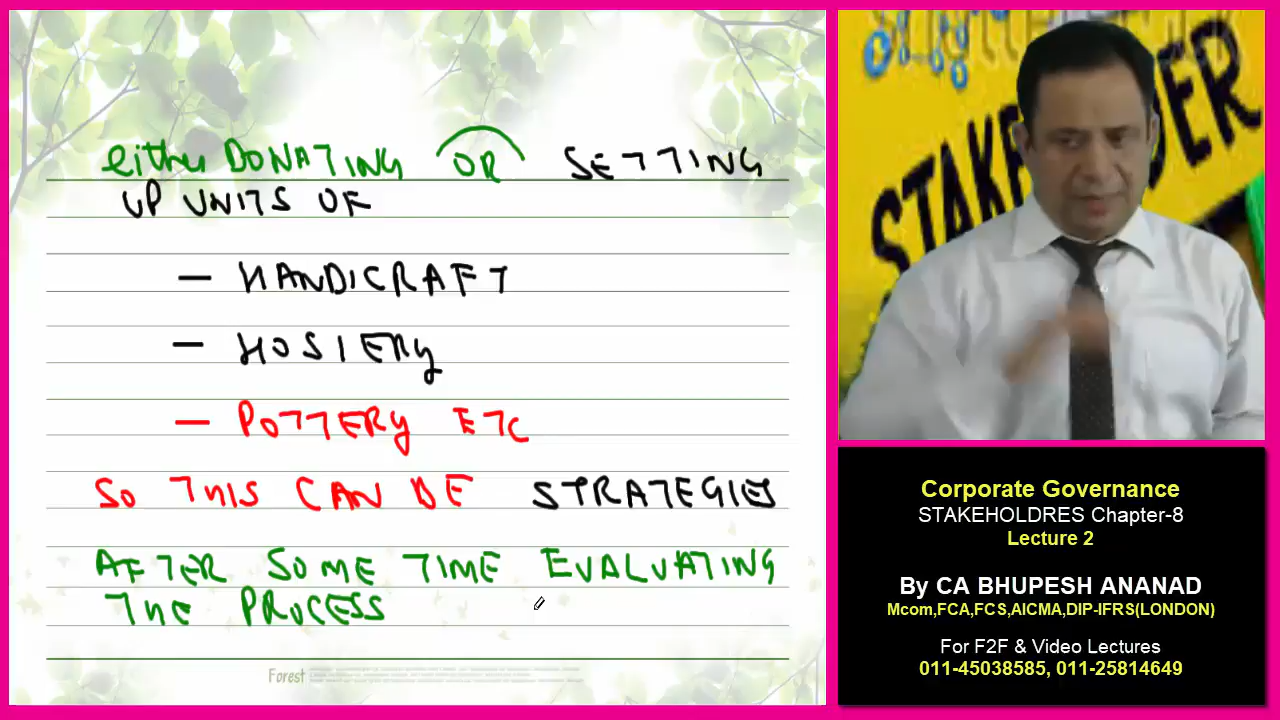 either DONATING OR SETTING
UP UNITS OF
— HANDICRAFT
— HOSIERY
— POTTERY ETC
SO THIS CAN BE STRATEGIES
AFTER SOME TIME EVALUATING
THE PROCESS
Forest
STAKEHOLDER
Corporate Governance
STAKEHOLDRES Chapter-8
Lecture 2
By CA BHUPESH ANANAD
Mcom,FCA,FCS,AICMA,DIP-IFRS(LONDON)
For F2F & Video Lectures
011-45038585, 011-25814649